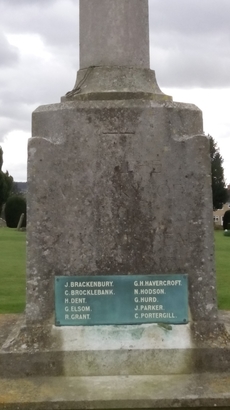 J. BRACKENBURY.
C. BROCKLEBANK.
H. DENT.
G. ELSOM.
H. GRANT.
G. H. HAVERCROFT.
N. HODSON.
G. HURD.
J. PARKER.
C. PORTERGILL